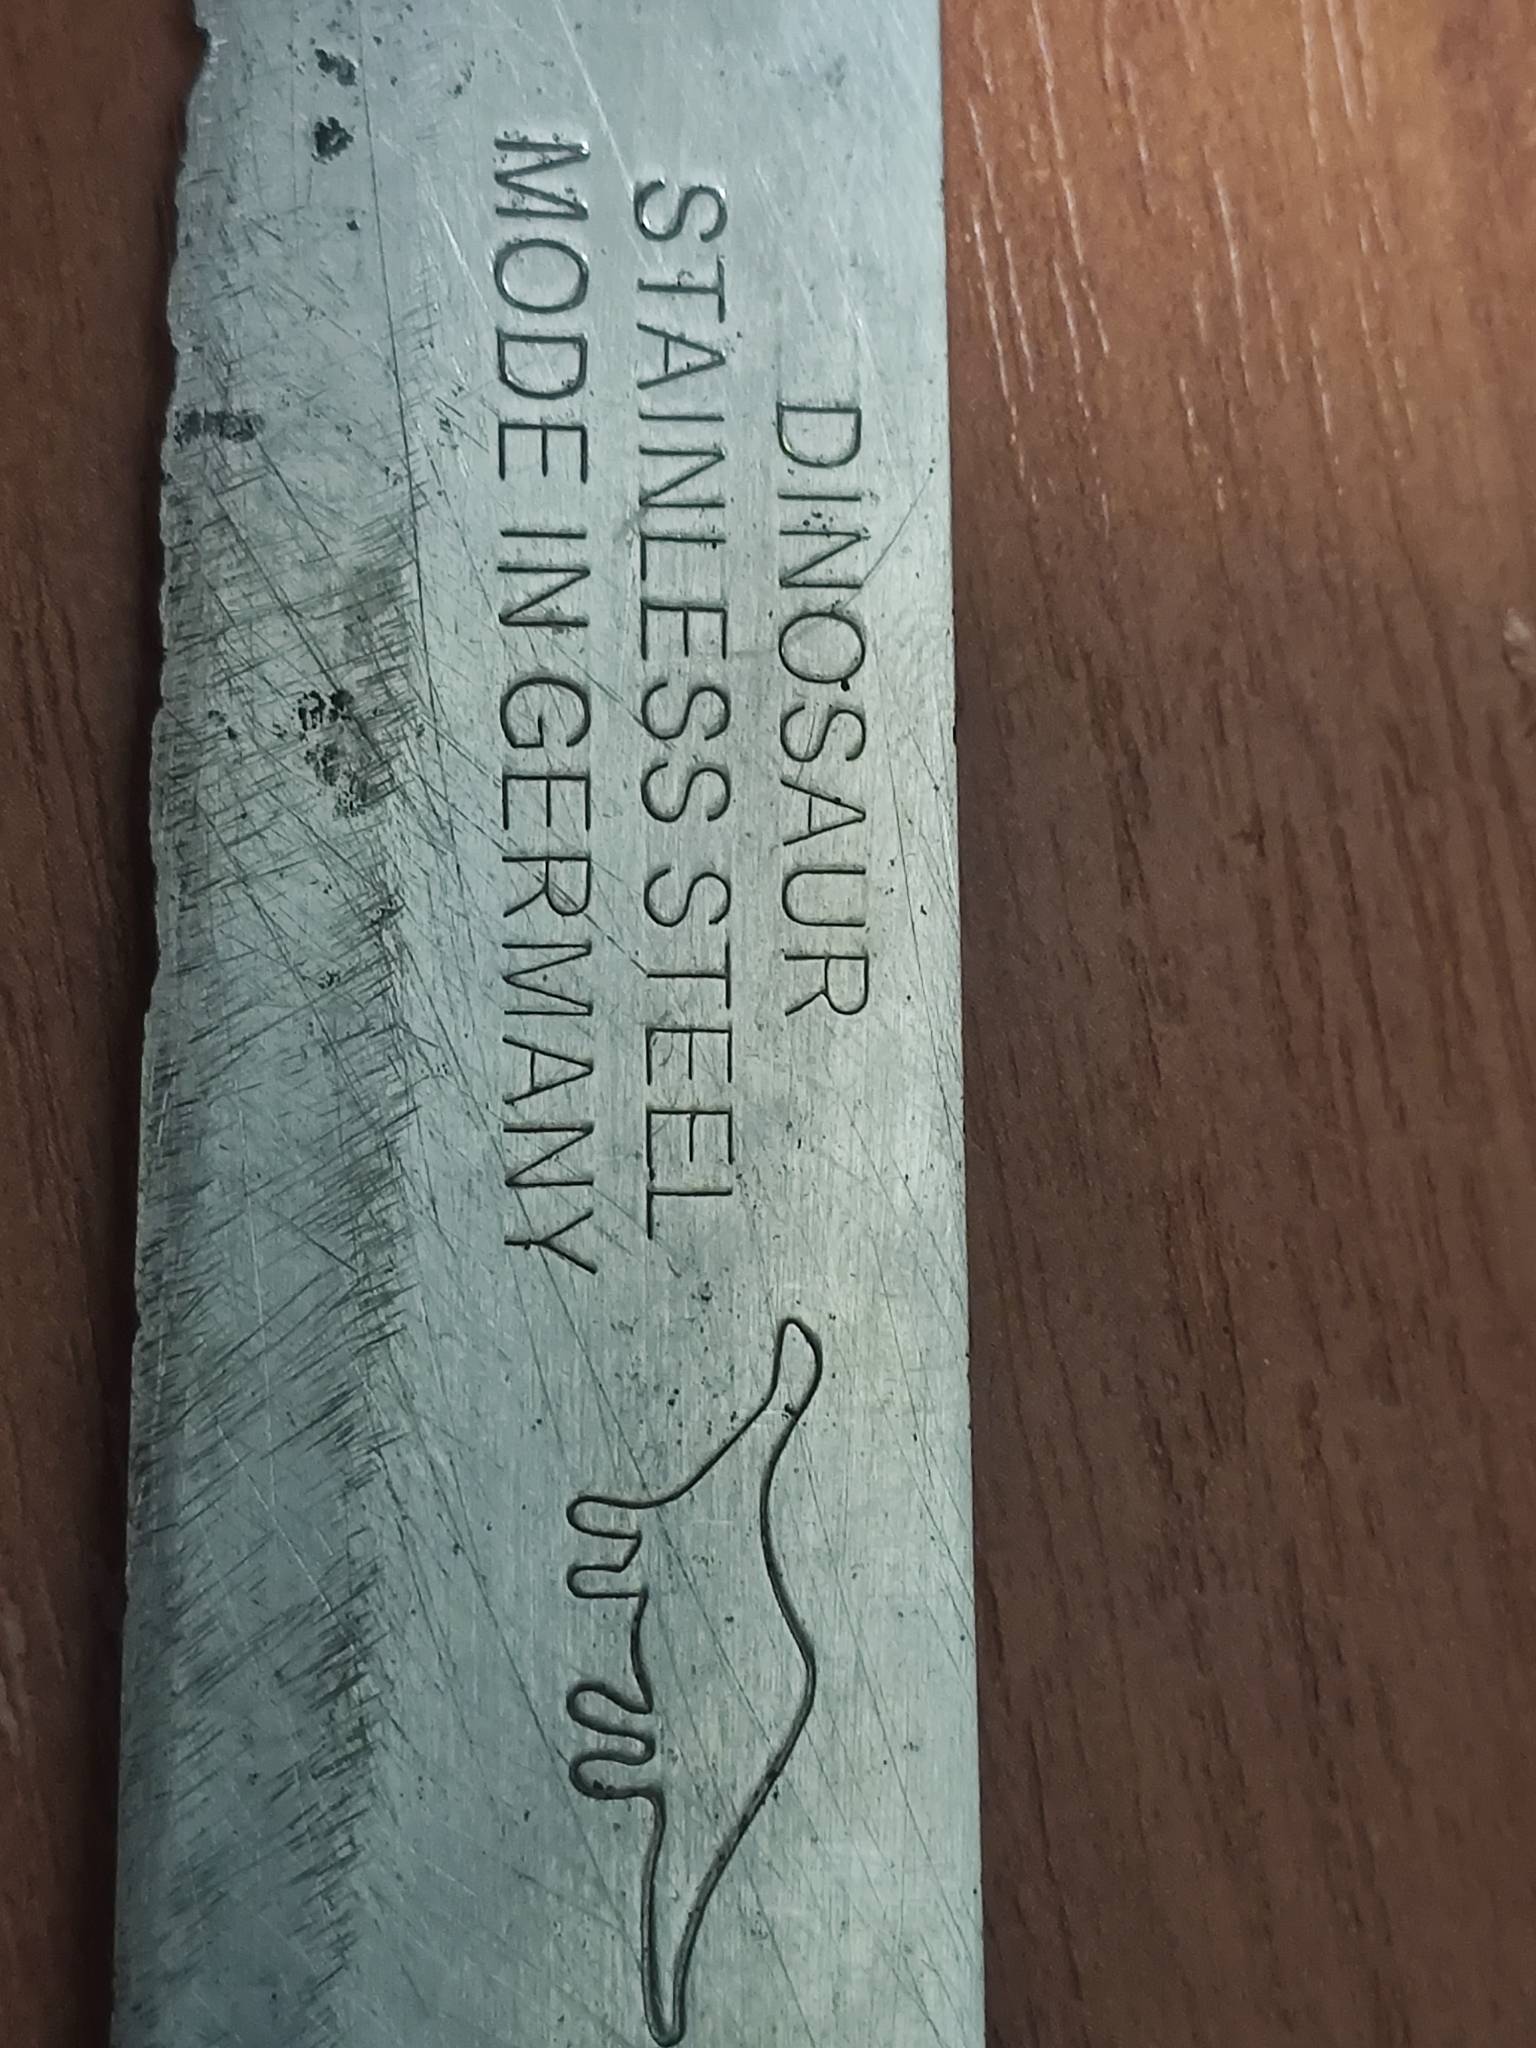 DINOSAUR
STAINLESS STEEL
MODE IN GERMANY